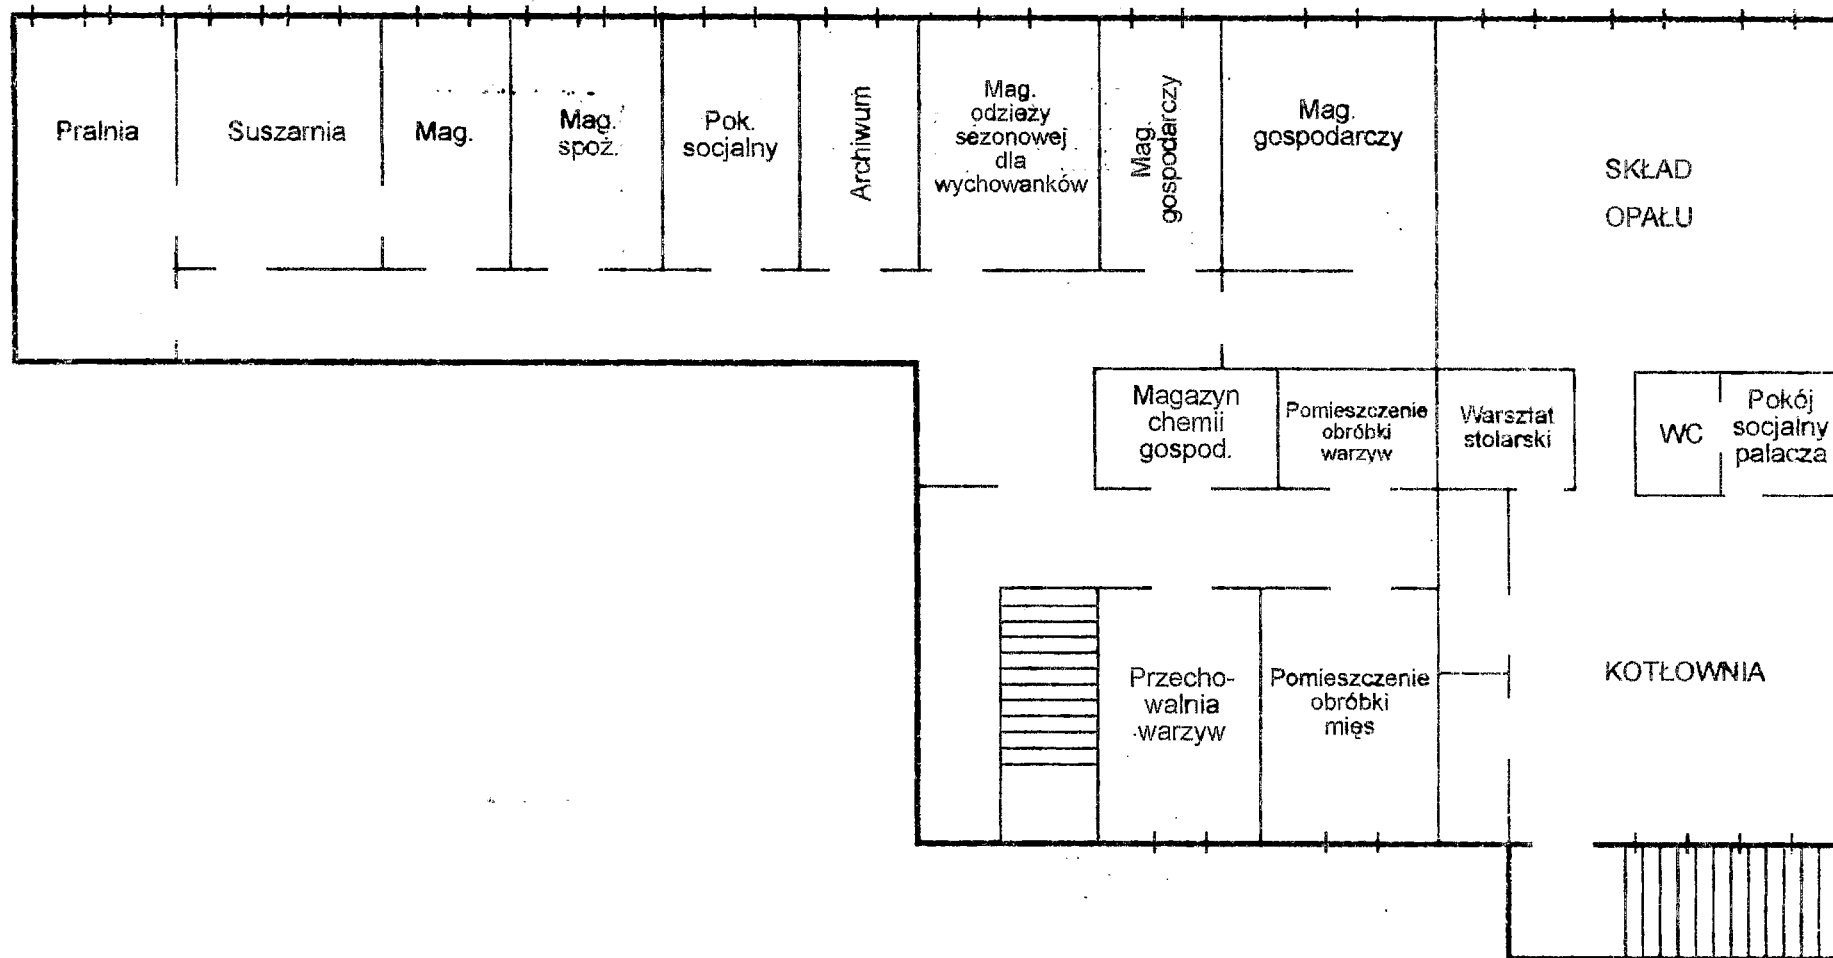 Pralnia
Suszarnia
Mag.
Mag.
spoż.
Pok.
socjalny
Archiwum
Mag.
odzieży
sezonowej
dla
wychowanków
Mag.
gospodarczy
Mag.
gospodarczy
SKŁAD
OPAŁU
Magazyn
chemii
gospod.
Pomieszczenie
obróbki
warzyw
Warsztat
stolarski
WC
Pokój
socjalny
palacza
Przecho-
walnia
warzyw
Pomieszczenie
obróbki
mięs
KOTŁOWNIA